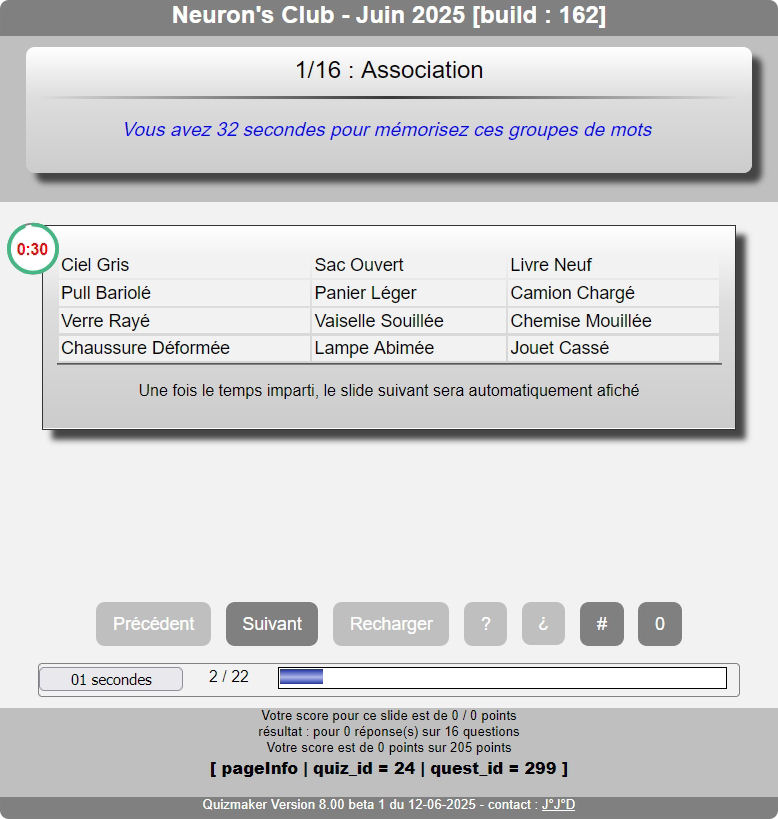 Neuron's Club - Juin 2025 [build : 162]
1/16 : Association
Vous avez 32 secondes pour mémorisez ces groupes de mots
0:30
Ciel Gris Sac Ouvert Livre Neuf
Pull Bariolé Panier Léger Camion Chargé
Verre Rayé Vaiselle Souillée Chemise Mouillée
Chaussure Déformée Lampe Abimée Jouet Cassé
Une fois le temps imparti, le slide suivant sera automatiquement afiché
Précédent Suivant Recharger ? ¿ # 0
01 secondes 2 / 22
Votre score pour ce slide est de 0 / 0 points
résultat : pour 0 réponse(s) sur 16 questions
Votre score est de 0 points sur 205 points
[ pageInfo | quiz_id = 24 | quest_id = 299 ]
Quizmaker Version 8.00 beta 1 du 12-06-2025 - contact : J°J°D